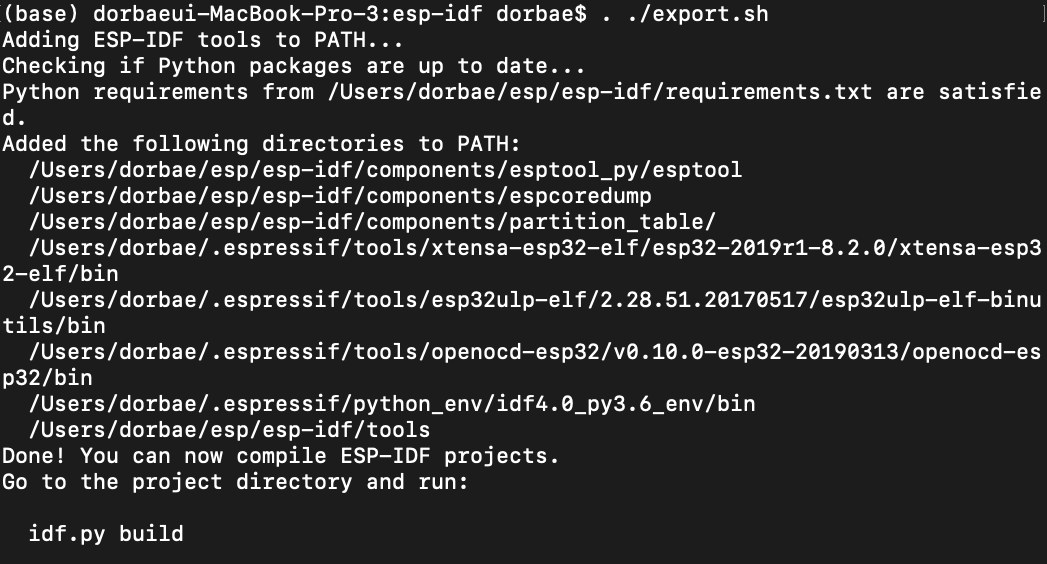 (base) dorbaeui-MacBook-Pro-3:esp-idf dorbae$ . ./export.sh
Adding ESP-IDF tools to PATH...
Checking if Python packages are up to date...
Python requirements from /Users/dorbae/esp/esp-idf/requirements.txt are satisfie
d.
Added the following directories to PATH:
  /Users/dorbae/esp/esp-idf/components/esptool_py/esptool
  /Users/dorbae/esp/esp-idf/components/espcoredump
  /Users/dorbae/esp/esp-idf/components/partition_table/
  /Users/dorbae/.espressif/tools/xtensa-esp32-elf/esp32-2019r1-8.2.0/xtensa-esp3
2-elf/bin
  /Users/dorbae/.espressif/tools/esp32ulp-elf/2.28.51.20170517/esp32ulp-elf-binu
tils/bin
  /Users/dorbae/.espressif/tools/openocd-esp32/v0.10.0-esp32-20190313/openocd-es
p32/bin
  /Users/dorbae/.espressif/python_env/idf4.0_py3.6_env/bin
  /Users/dorbae/esp/esp-idf/tools
Done! You can now compile ESP-IDF projects.
Go to the project directory and run:

  idf.py build